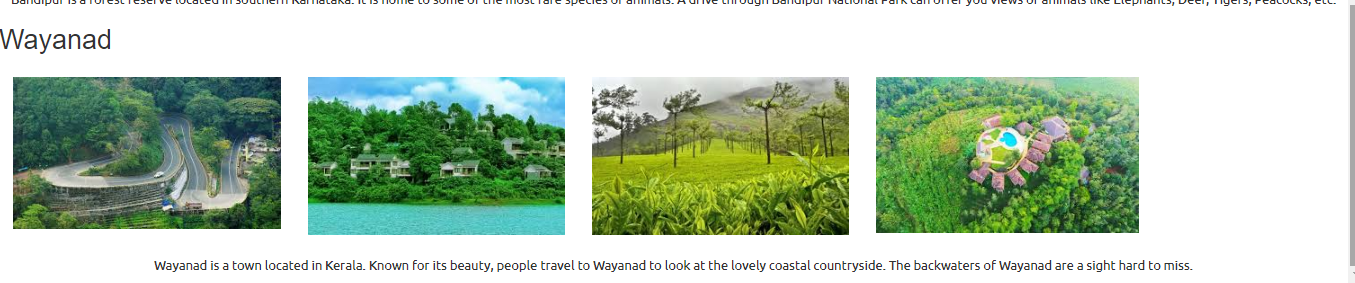 Bandipur is a forest reserve located in southern Karnataka. It is home to some of the most rare species of animals. A drive through Bandipur National Park can offer you views of animals like Elephants, Deer, Tigers, Peacocks, etc.
Wayanad
Wayanad is a town located in Kerala. Known for its beauty, people travel to Wayanad to look at the lovely coastal countryside. The backwaters of Wayanad are a sight hard to miss.